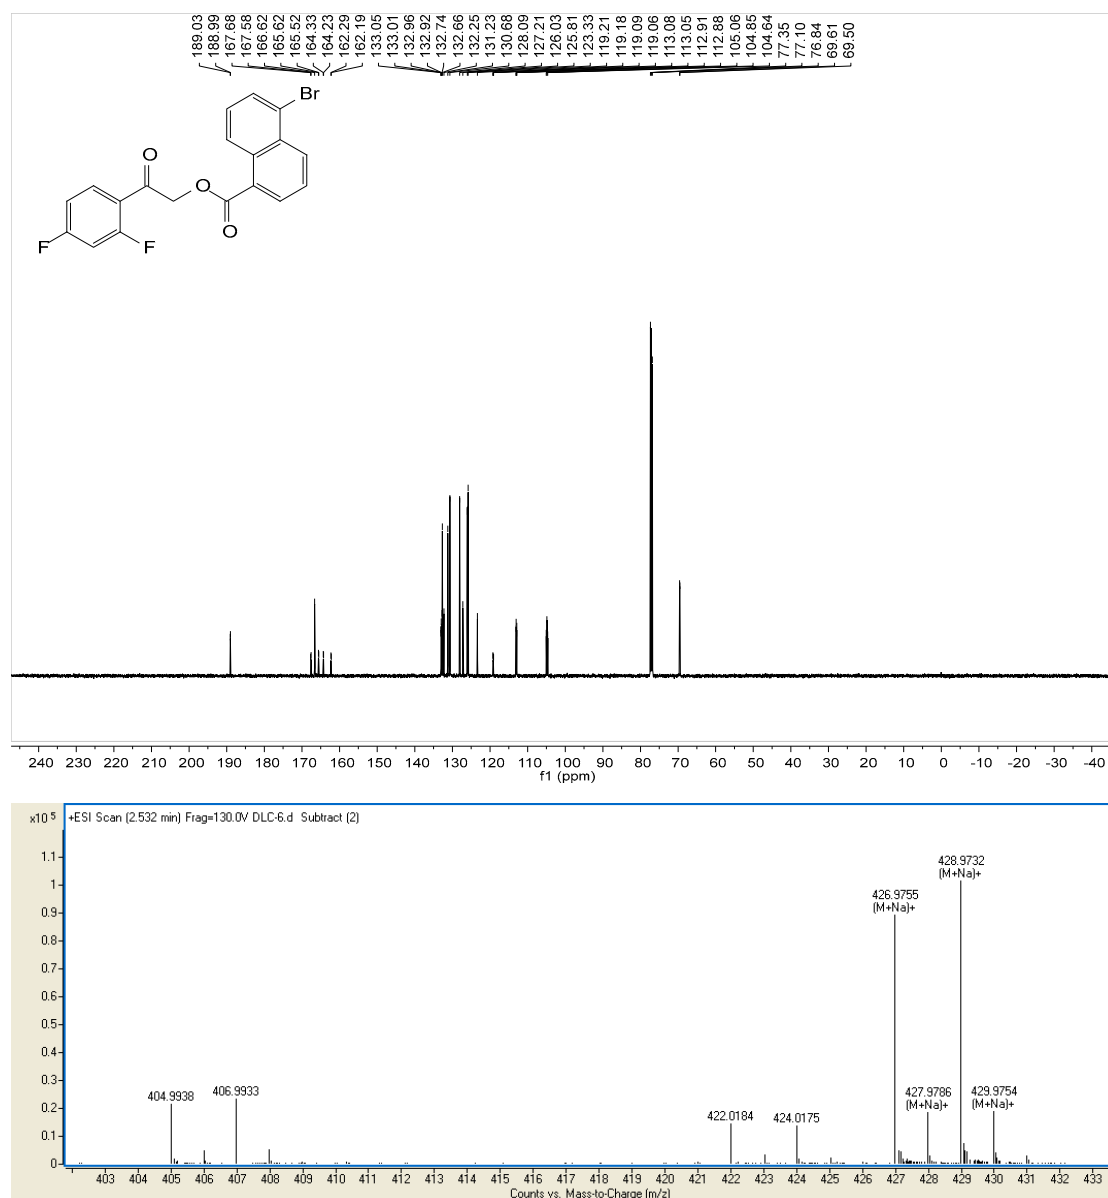 189.03 188.99 167.68 167.58 166.62 165.62 165.52 164.33 164.23 162.29 162.19 133.05 133.01 132.96 132.92 132.74 132.66 132.25 131.23 130.68 128.09 127.21 126.03 125.81 123.33 119.21 119.18 119.09 119.06 113.08 113.05 112.91 112.88 105.06 104.85 104.64 77.35 77.10 76.84 69.61 69.50
Br
O
O
O
F
F
240 230 220 210 200 190 180 170 160 150 140 130 120 110 100 90 80 70 60 50 40 30 20 10 0 -10 -20 -30 -40
f1 (ppm)
x10 5
+ESI Scan (2.532 min) Frag=130.0V DLC-6.d Subtract (2)
1.1
1
0.9
0.8
0.7
0.6
0.5
0.4
0.3
0.2
0.1
0
428.9732
(M+Na)+
426.9755
(M+Na)+
404.9938
406.9933
422.0184
424.0175
427.9786
(M+Na)+
429.9754
(M+Na)+
403 404 405 406 407 408 409 410 411 412 413 414 415 416 417 418 419 420 421 422 423 424 425 426 427 428 429 430 431 432 433
Counts vs. Mass-to-Charge (m/z)